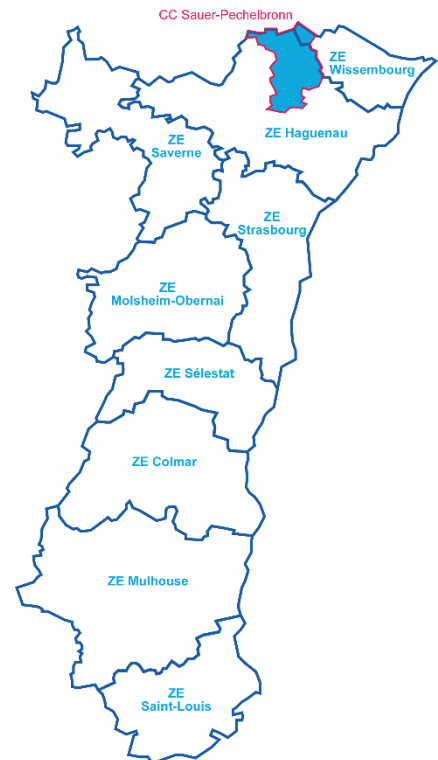 CC Sauer-Pechelbronn
ZE
Wissembourg
ZE Haguenau
ZE
Saverne
ZE
Strasbourg
ZE
Molsheim-Obernai
ZE Sélestat
ZE Colmar
ZE Mulhouse
ZE
Saint-Louis